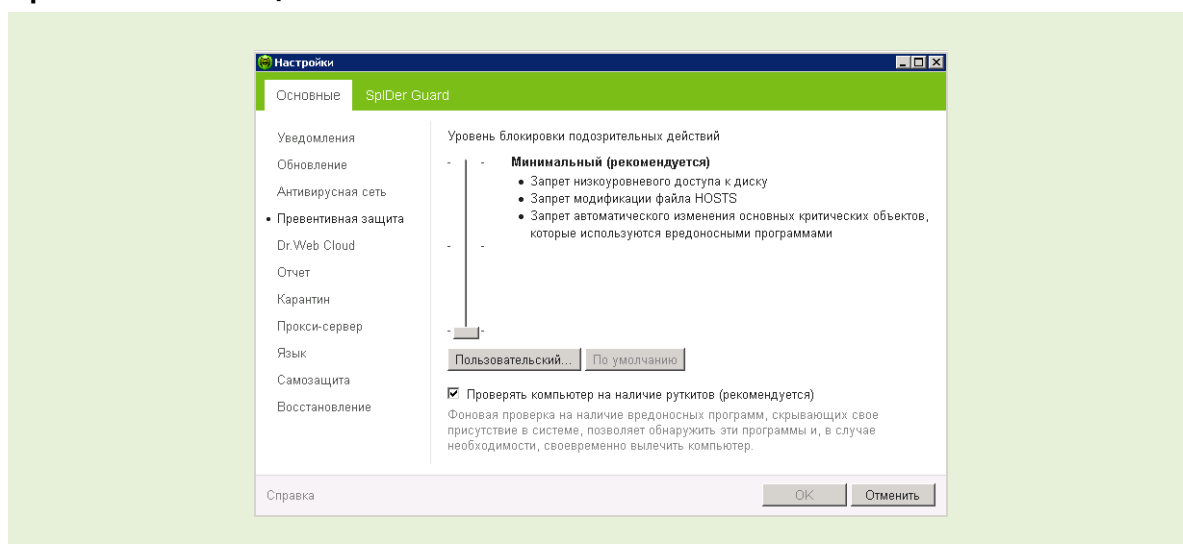 Настройки
Основные
SpIDer Guard
Уведомления
Обновление
Антивирусная сеть
Превентивная защита
Dr.Web Cloud
Отчет
Карантин
Прокси-сервер
Язык
Самозащита
Восстановление
Уровень блокировки подозрительных действий
Минимальный (рекомендуется)
• Запрет низкоуровневого доступа к диску
• Запрет модификации файла HOSTS
• Запрет автоматического изменения основных критических объектов,
которые используются вредоносными программами
Пользовательский...
По умолчанию
Проверять компьютер на наличие руткитов (рекомендуется)
Фоновая проверка на наличие вредоносных программ, скрывающих свое
присутствие в системе, позволяет обнаружить эти программы и, в случае
необходимости, своевременно вылечить компьютер.
Справка
OK
Отменить